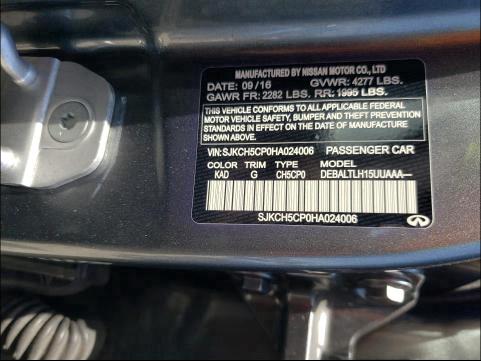 MANUFACTURED BY NISSAN MOTOR CO., LTD
DATE: 09/16 GVWR: 4277 LBS.
GAWR FR: 2282 LBS. RR: 1995 LBS.
THIS VEHICLE CONFORMS TO ALL APPLICABLE FEDERAL
MOTOR VEHICLE SAFETY, BUMPER AND THEFT PREVENTION
STANDARDS IN EFFECT ON THE DATE OF MANUFACTURE
SHOWN ABOVE.
VIN: SJKCH5CP0HA024006 PASSENGER CAR
COLOR TRIM TYPE MODEL
KAD G CH5CP0 DEBALTLH15UUAAA—
SJKCH5CP0HA024006